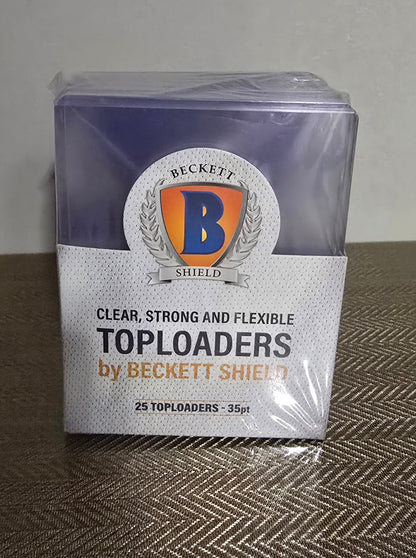 BECKETT
B
SHIELD
CLEAR, STRONG AND FLEXIBLE
TOPLOADERS
by BECKETT SHIELD
25 TOPLOADERS - 35pt